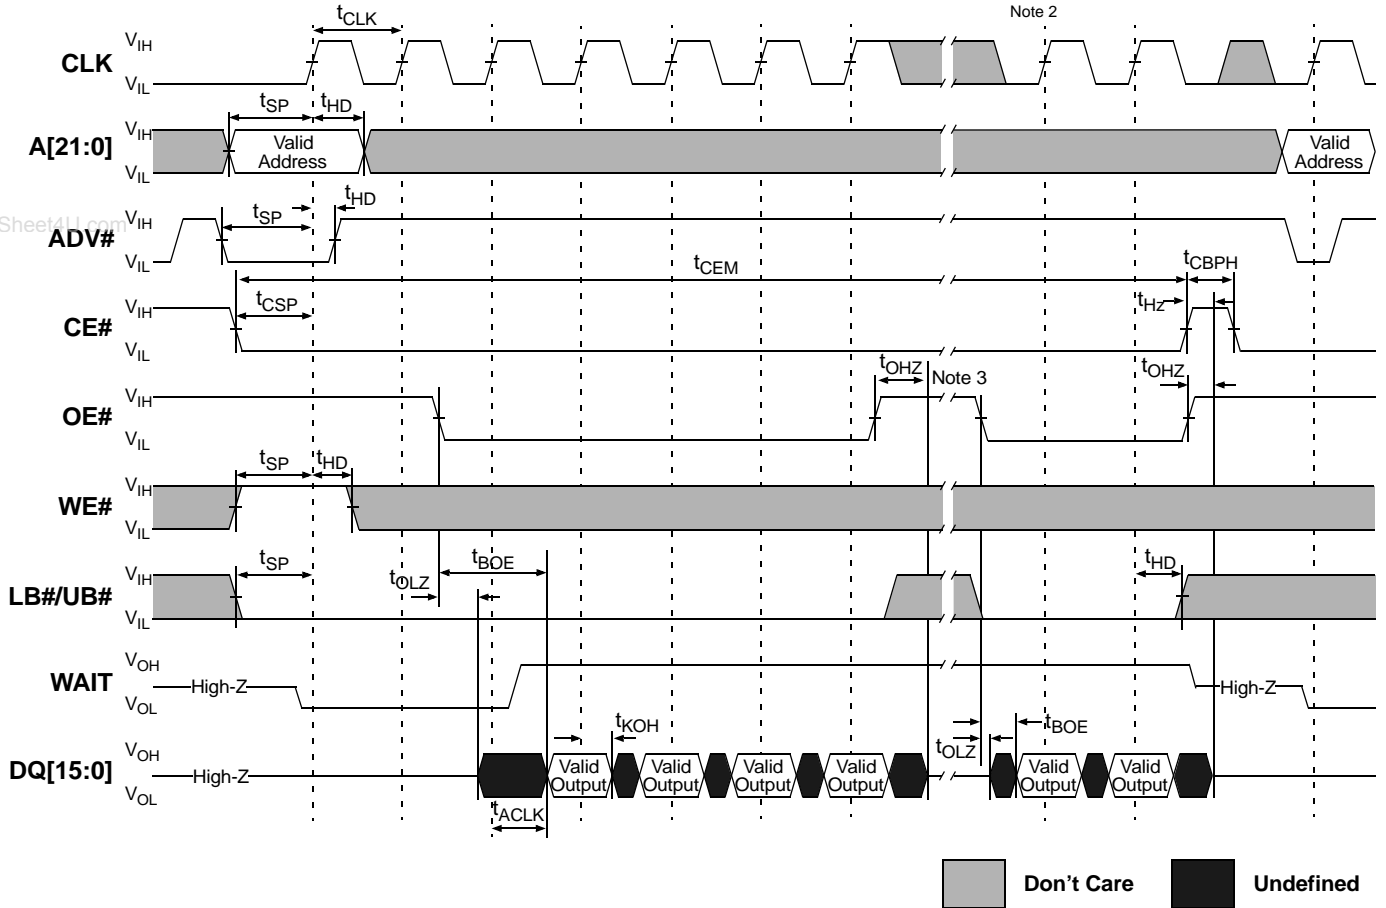 Note 2
tCLK
CLK
VIH
VIL
tSP
tHD
A[21:0]
VIH
VIL
Valid Address
Valid Address
Sheet4U.com
ADV#
VIH
VIL
tSP
tHD
tCEM
tCBPH
CE#
VIH
VIL
tCSP
tHz
OE#
VIH
VIL
tOHZ
Note 3
tOHZ
WE#
VIH
VIL
tSP
tHD
LB#/UB#
VIH
VIL
tSP
tOLZ
tBOE
tHD
WAIT
VOH
VOL
High-Z
High-Z
DQ[15:0]
VOH
VOL
High-Z
tKOH
tOLZ
tBOE
Valid Output
Valid Output
Valid Output
Valid Output
Valid Output
Valid Output
tACLK
Don't Care
Undefined